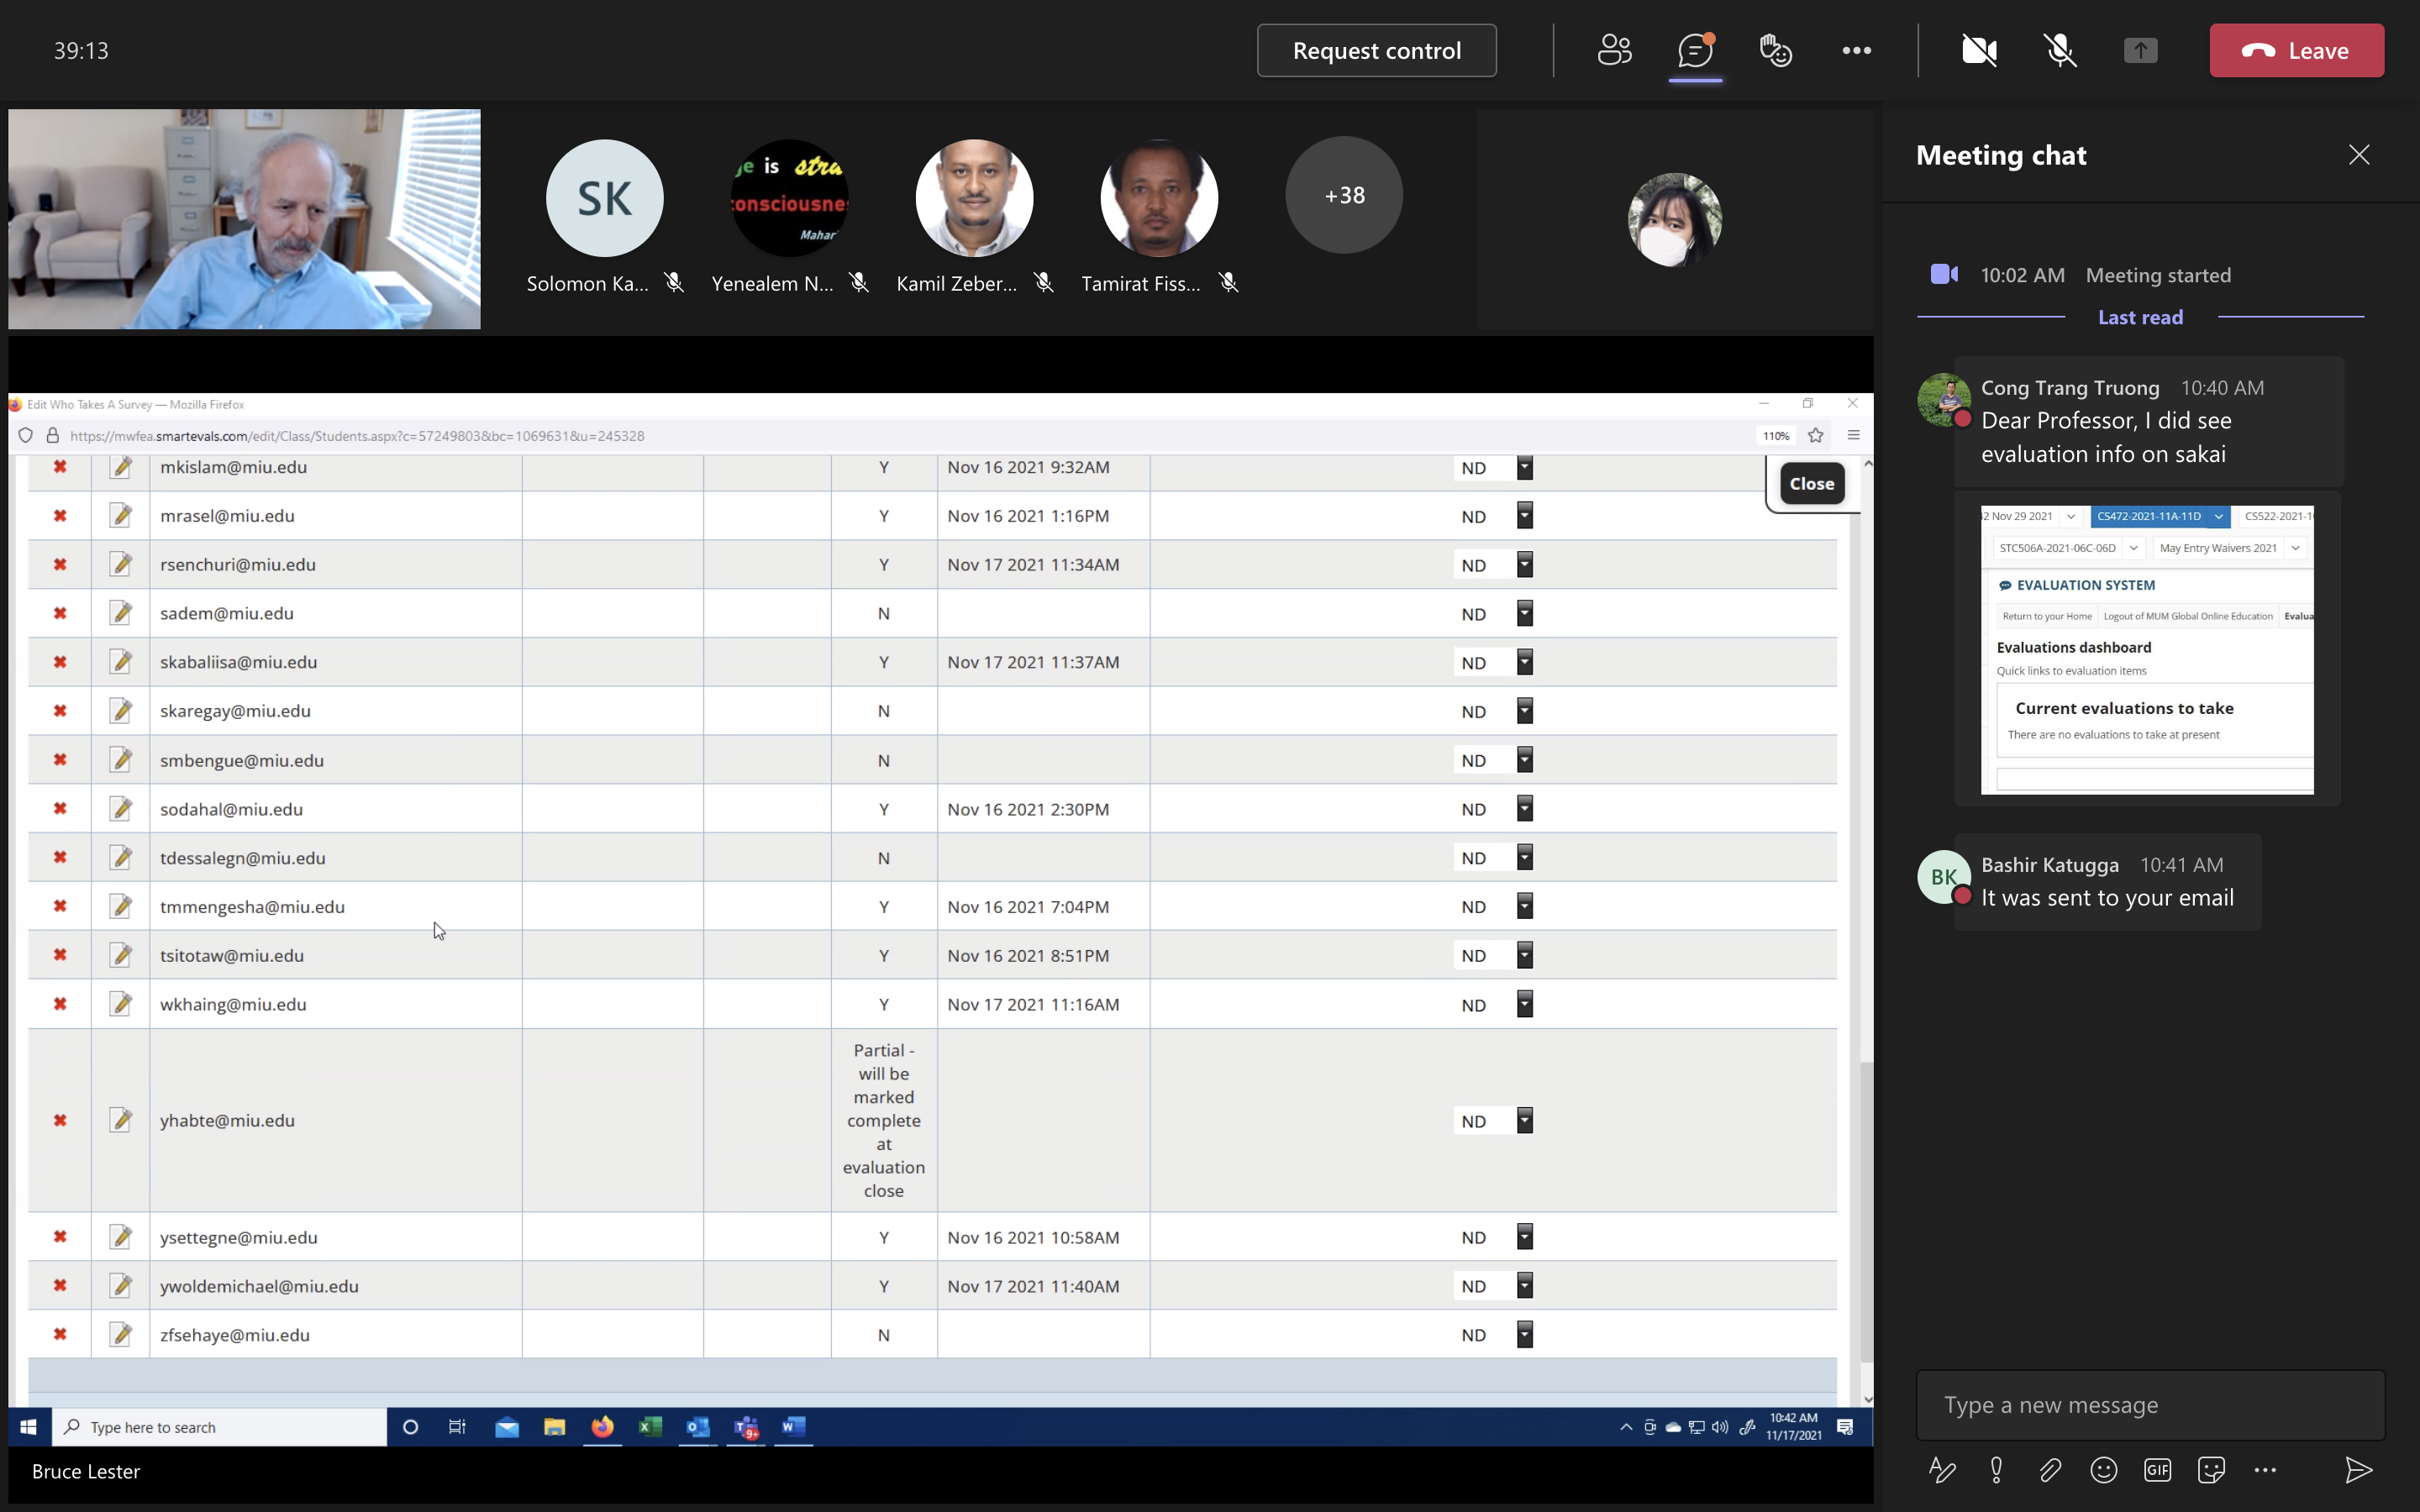 39:13
Request control
Leave
SK
Solomon Ka...
ge is stra
consciousnes
Mahar
Yenealem N...
Kamil Zeber...
Tamirat Fiss...
+38
Edit Who Takes A Survey — Mozilla Firefox
https://mwfea.smartevals.com/edit/Class/Students.aspx?c=57249803&bc=1069631&u=245328
110%
Close
mkislam@miu.edu Y Nov 16 2021 9:32AM ND
mrasel@miu.edu Y Nov 16 2021 1:16PM ND
rsenchuri@miu.edu Y Nov 17 2021 11:34AM ND
sadem@miu.edu N ND
skabaliisa@miu.edu Y Nov 17 2021 11:37AM ND
skaregay@miu.edu N ND
smbengue@miu.edu N ND
sodahal@miu.edu Y Nov 16 2021 2:30PM ND
tdessalegn@miu.edu N ND
tmmengesha@miu.edu Y Nov 16 2021 7:04PM ND
tsitotaw@miu.edu Y Nov 16 2021 8:51PM ND
wkhaing@miu.edu Y Nov 17 2021 11:16AM ND
yhabte@miu.edu
Partial -
will be
marked
complete
at
evaluation
close
ND
ysettegne@miu.edu Y Nov 16 2021 10:58AM ND
ywoldemichael@miu.edu Y Nov 17 2021 11:40AM ND
zfsehaye@miu.edu N ND
Type here to search
9+
10:42 AM
11/17/2021
Bruce Lester
Meeting chat
10:02 AM Meeting started
Last read
Cong Trang Truong 10:40 AM
Dear Professor, I did see
evaluation info on sakai
2 Nov 29 2021 CS472-2021-11A-11D CS522-2021-1
STC506A-2021-06C-06D May Entry Waivers 2021
EVALUATION SYSTEM
Return to your Home Logout of MUM Global Online Education Evalua
Evaluations dashboard
Quick links to evaluation items
Current evaluations to take
There are no evaluations to take at present
BK
Bashir Katugga 10:41 AM
It was sent to your email
Type a new message
GIF